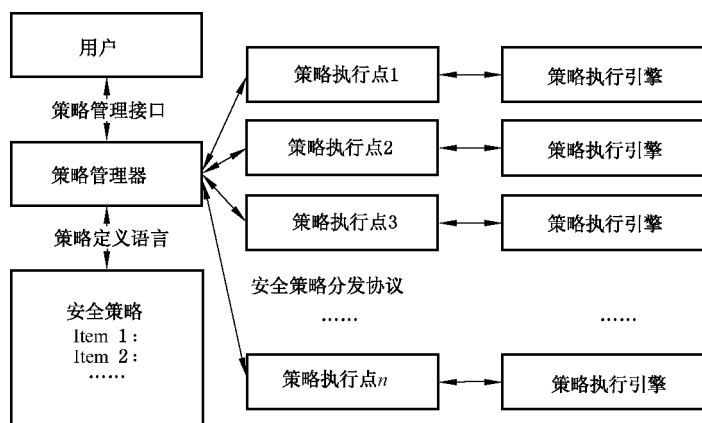 用户
策略管理接口
策略管理器
策略定义语言
安全策略
Item 1：
Item 2：
……
策略执行点1
策略执行引擎
策略执行点2
策略执行引擎
策略执行点3
策略执行引擎
安全策略分发协议
……
……
策略执行点n
策略执行引擎